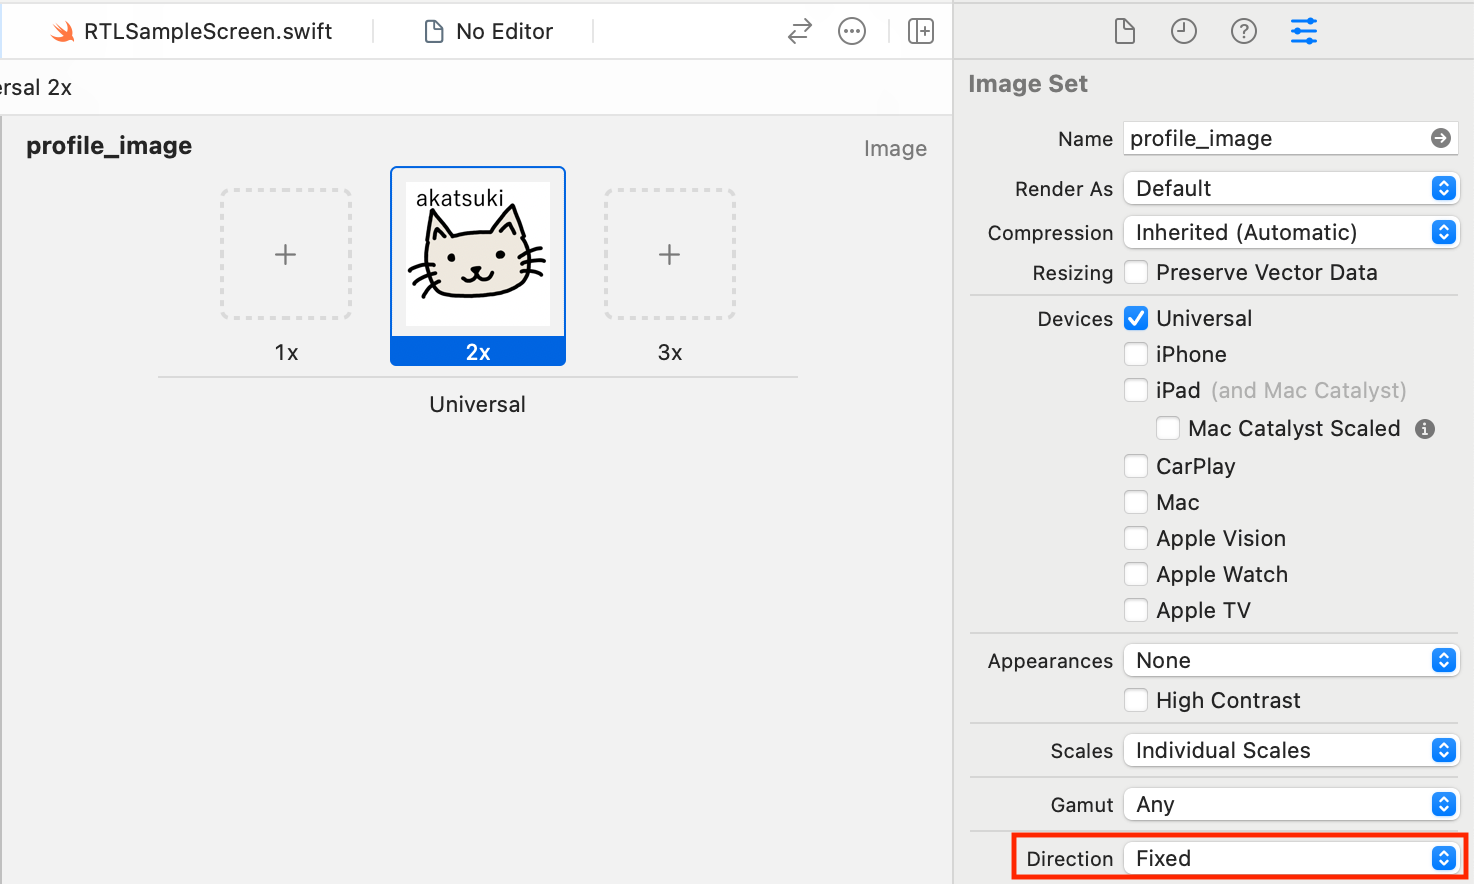 RTLSampleScreen.swift
No Editor
ersal 2x
profile_image
Image
akatsuki
1x
2x
3x
Universal
Image Set
Name profile_image
Render As Default
Compression Inherited (Automatic)
Resizing Preserve Vector Data
Devices Universal
iPhone
iPad (and Mac Catalyst)
Mac Catalyst Scaled
CarPlay
Mac
Apple Vision
Apple Watch
Apple TV
Appearances None
High Contrast
Scales Individual Scales
Gamut Any
Direction Fixed